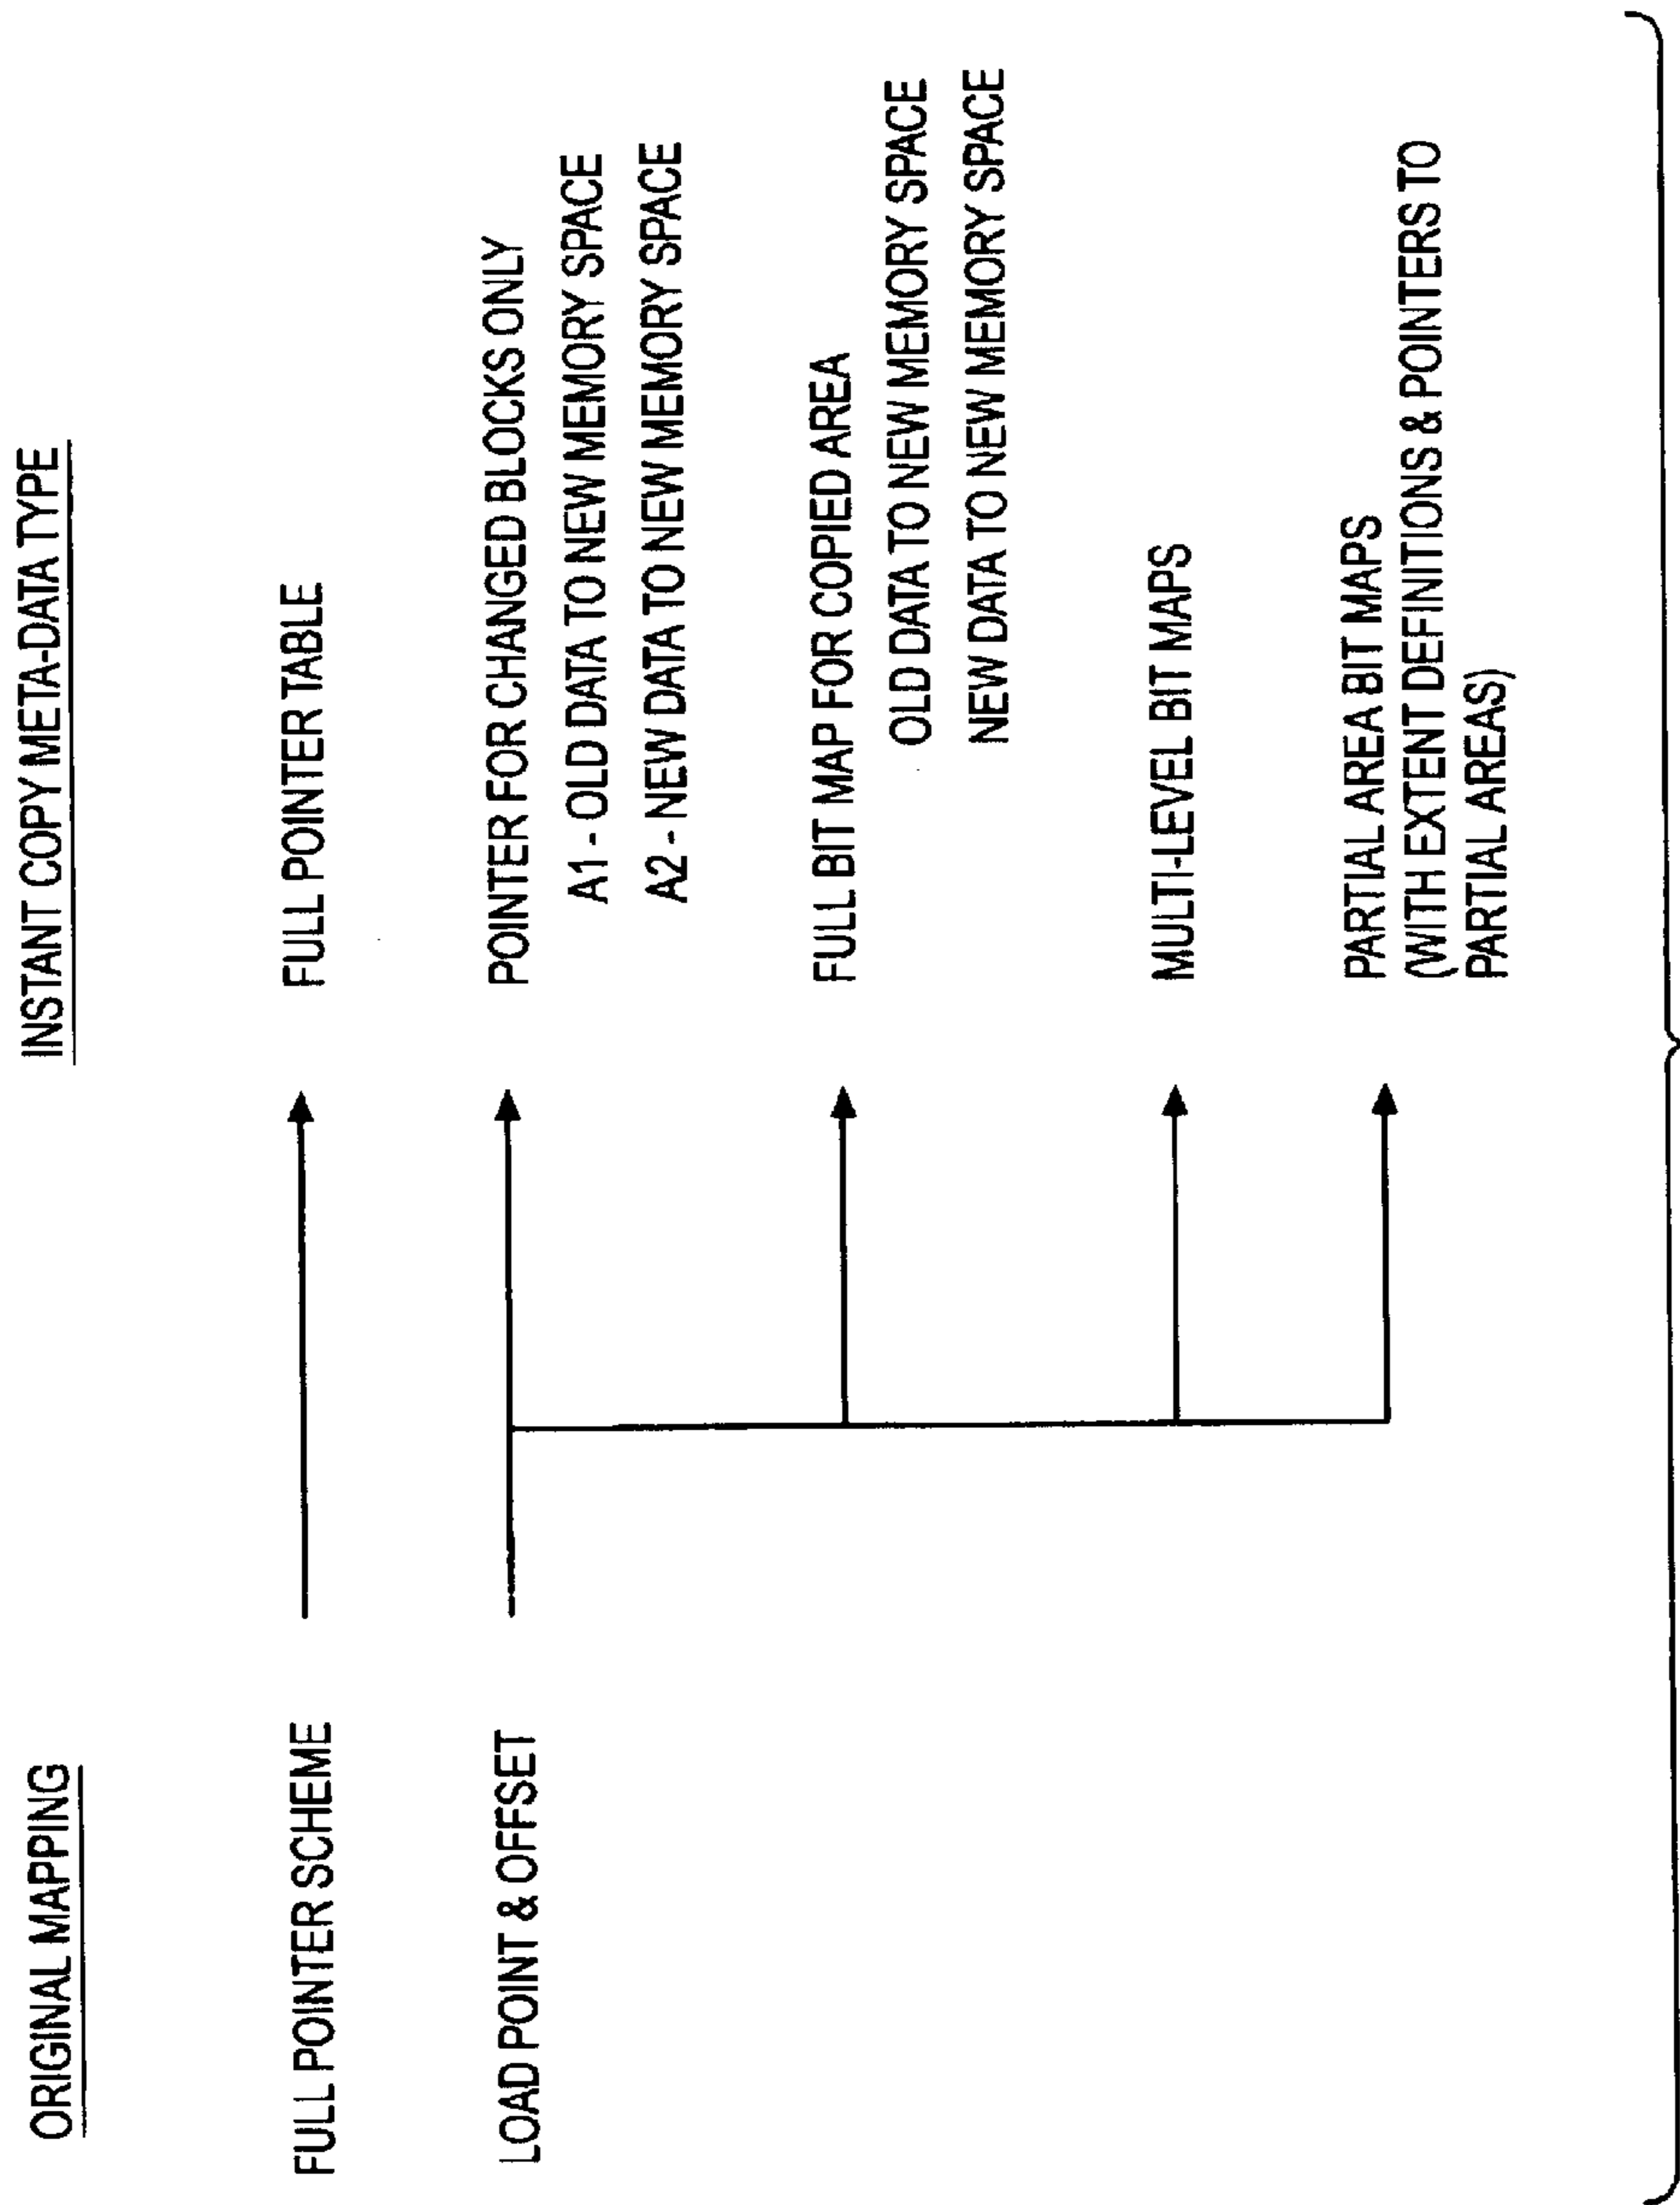 ORIGINAL MAPPING
INSTANT COPY META-DATA TYPE
FULL POINTER SCHEME
FULL POINTER TABLE
LOAD POINT & OFFSET
POINTER FOR CHANGED BLOCKS ONLY
A1 - OLD DATA TO NEW MEMORY SPACE
A2 - NEW DATA TO NEW MEMORY SPACE
FULL BIT MAP FOR COPIED AREA
OLD DATA TO NEW MEMORY SPACE
NEW DATA TO NEW MEMORY SPACE
MULTI-LEVEL BIT MAPS
PARTIAL AREA BIT MAPS
(WITH EXTENT DEFINITIONS & POINTERS TO
PARTIAL AREAS)